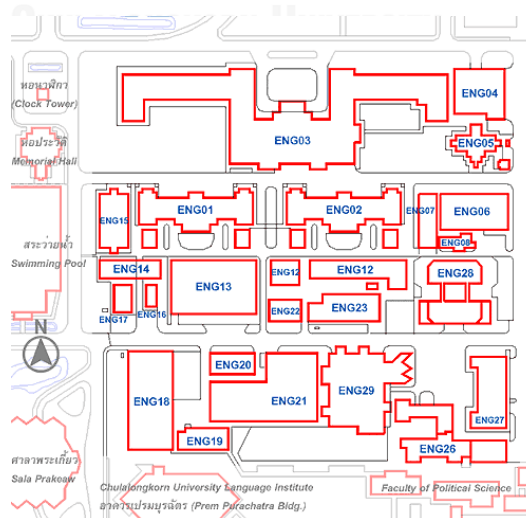 หอนาฬิกา
(Clock Tower)
ENG04
ENG03
ENG05
หอประวัติ
Memorial Hall
ENG15
ENG01
ENG02
ENG07
ENG06
ENG08
สระว่ายน้ำ
Swimming Pool
ENG14
ENG13
ENG12
ENG12
ENG28
ENG17
ENG16
ENG22
ENG23
N
ENG20
ENG18
ENG21
ENG29
ENG27
ENG19
ENG26
ศาลาพระเกี้ยว
Sala Prakeaw
Chulalongkorn University Language Institute
อาคารเปรมบุรฉัตร (Prem Purachatra Bidg.)
Faculty of Political Science